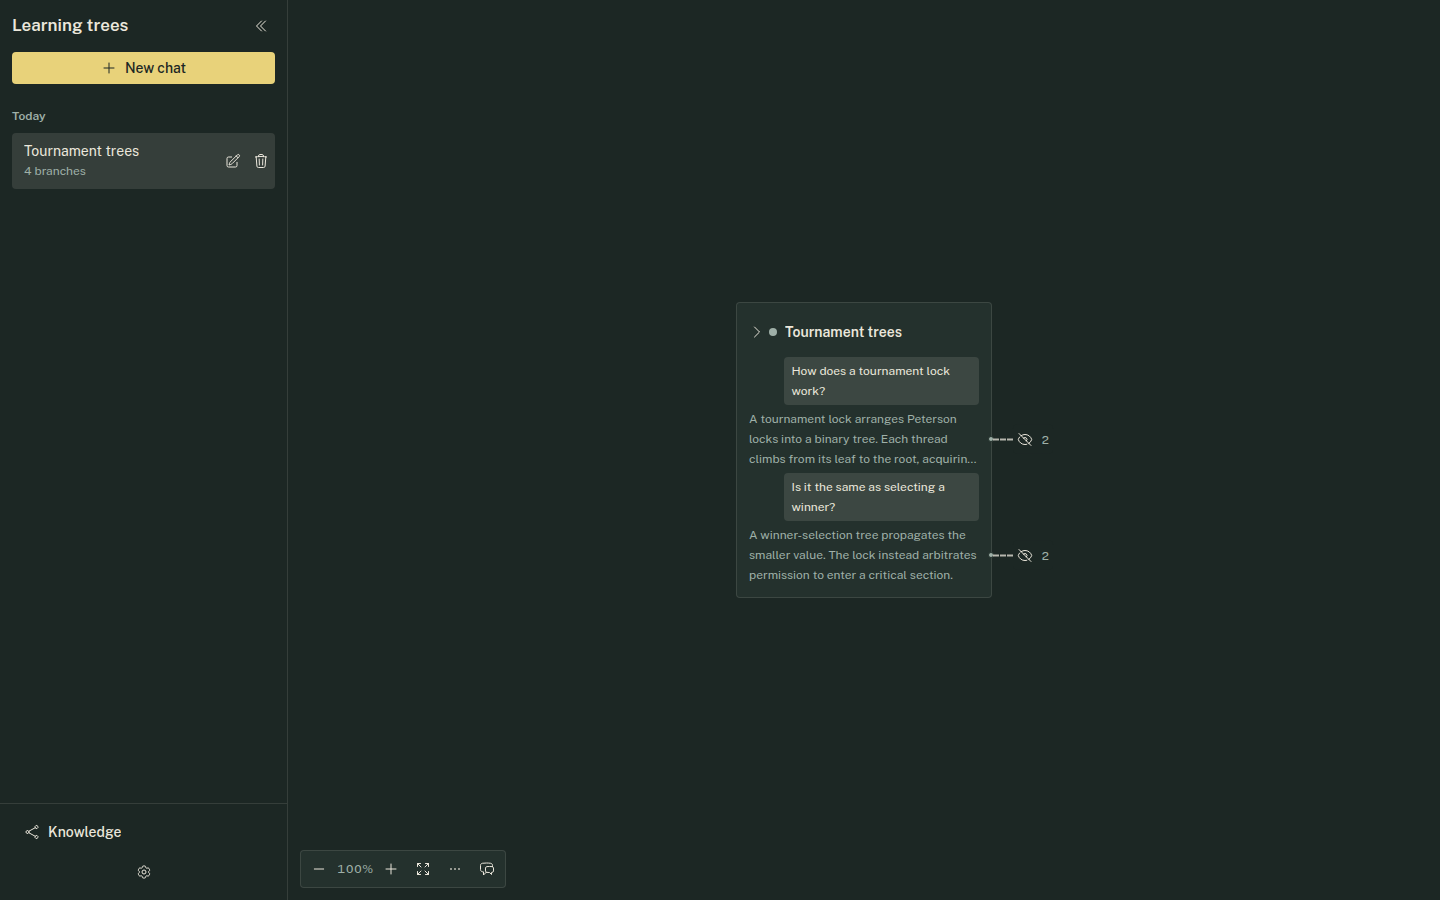 Learning trees
New chat
Today
Tournament trees
4 branches
Tournament trees
How does a tournament lock
work?
A tournament lock arranges Peterson
locks into a binary tree. Each thread
climbs from its leaf to the root, acquirin...
2
Is it the same as selecting a
winner?
A winner-selection tree propagates the
smaller value. The lock instead arbitrates
permission to enter a critical section.
2
Knowledge
100%